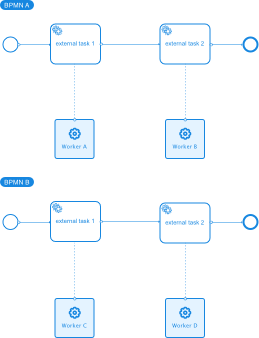 BPMN A
external task 1
external task 2
Worker A
Worker B
BPMN B
external task 1
external task 2
Worker C
Worker D